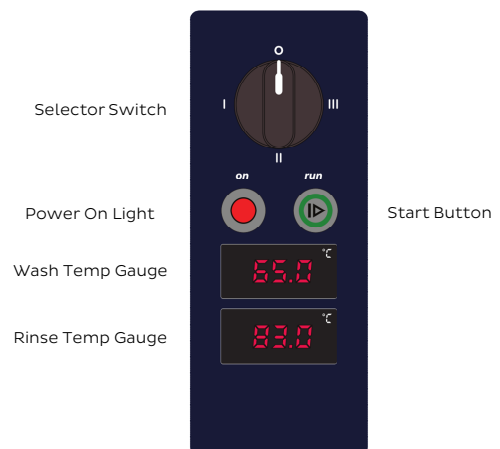 O
Selector Switch
I
III
II
on
run
Power On Light
Start Button
Wash Temp Gauge
65.0
°C
Rinse Temp Gauge
83.0
°C